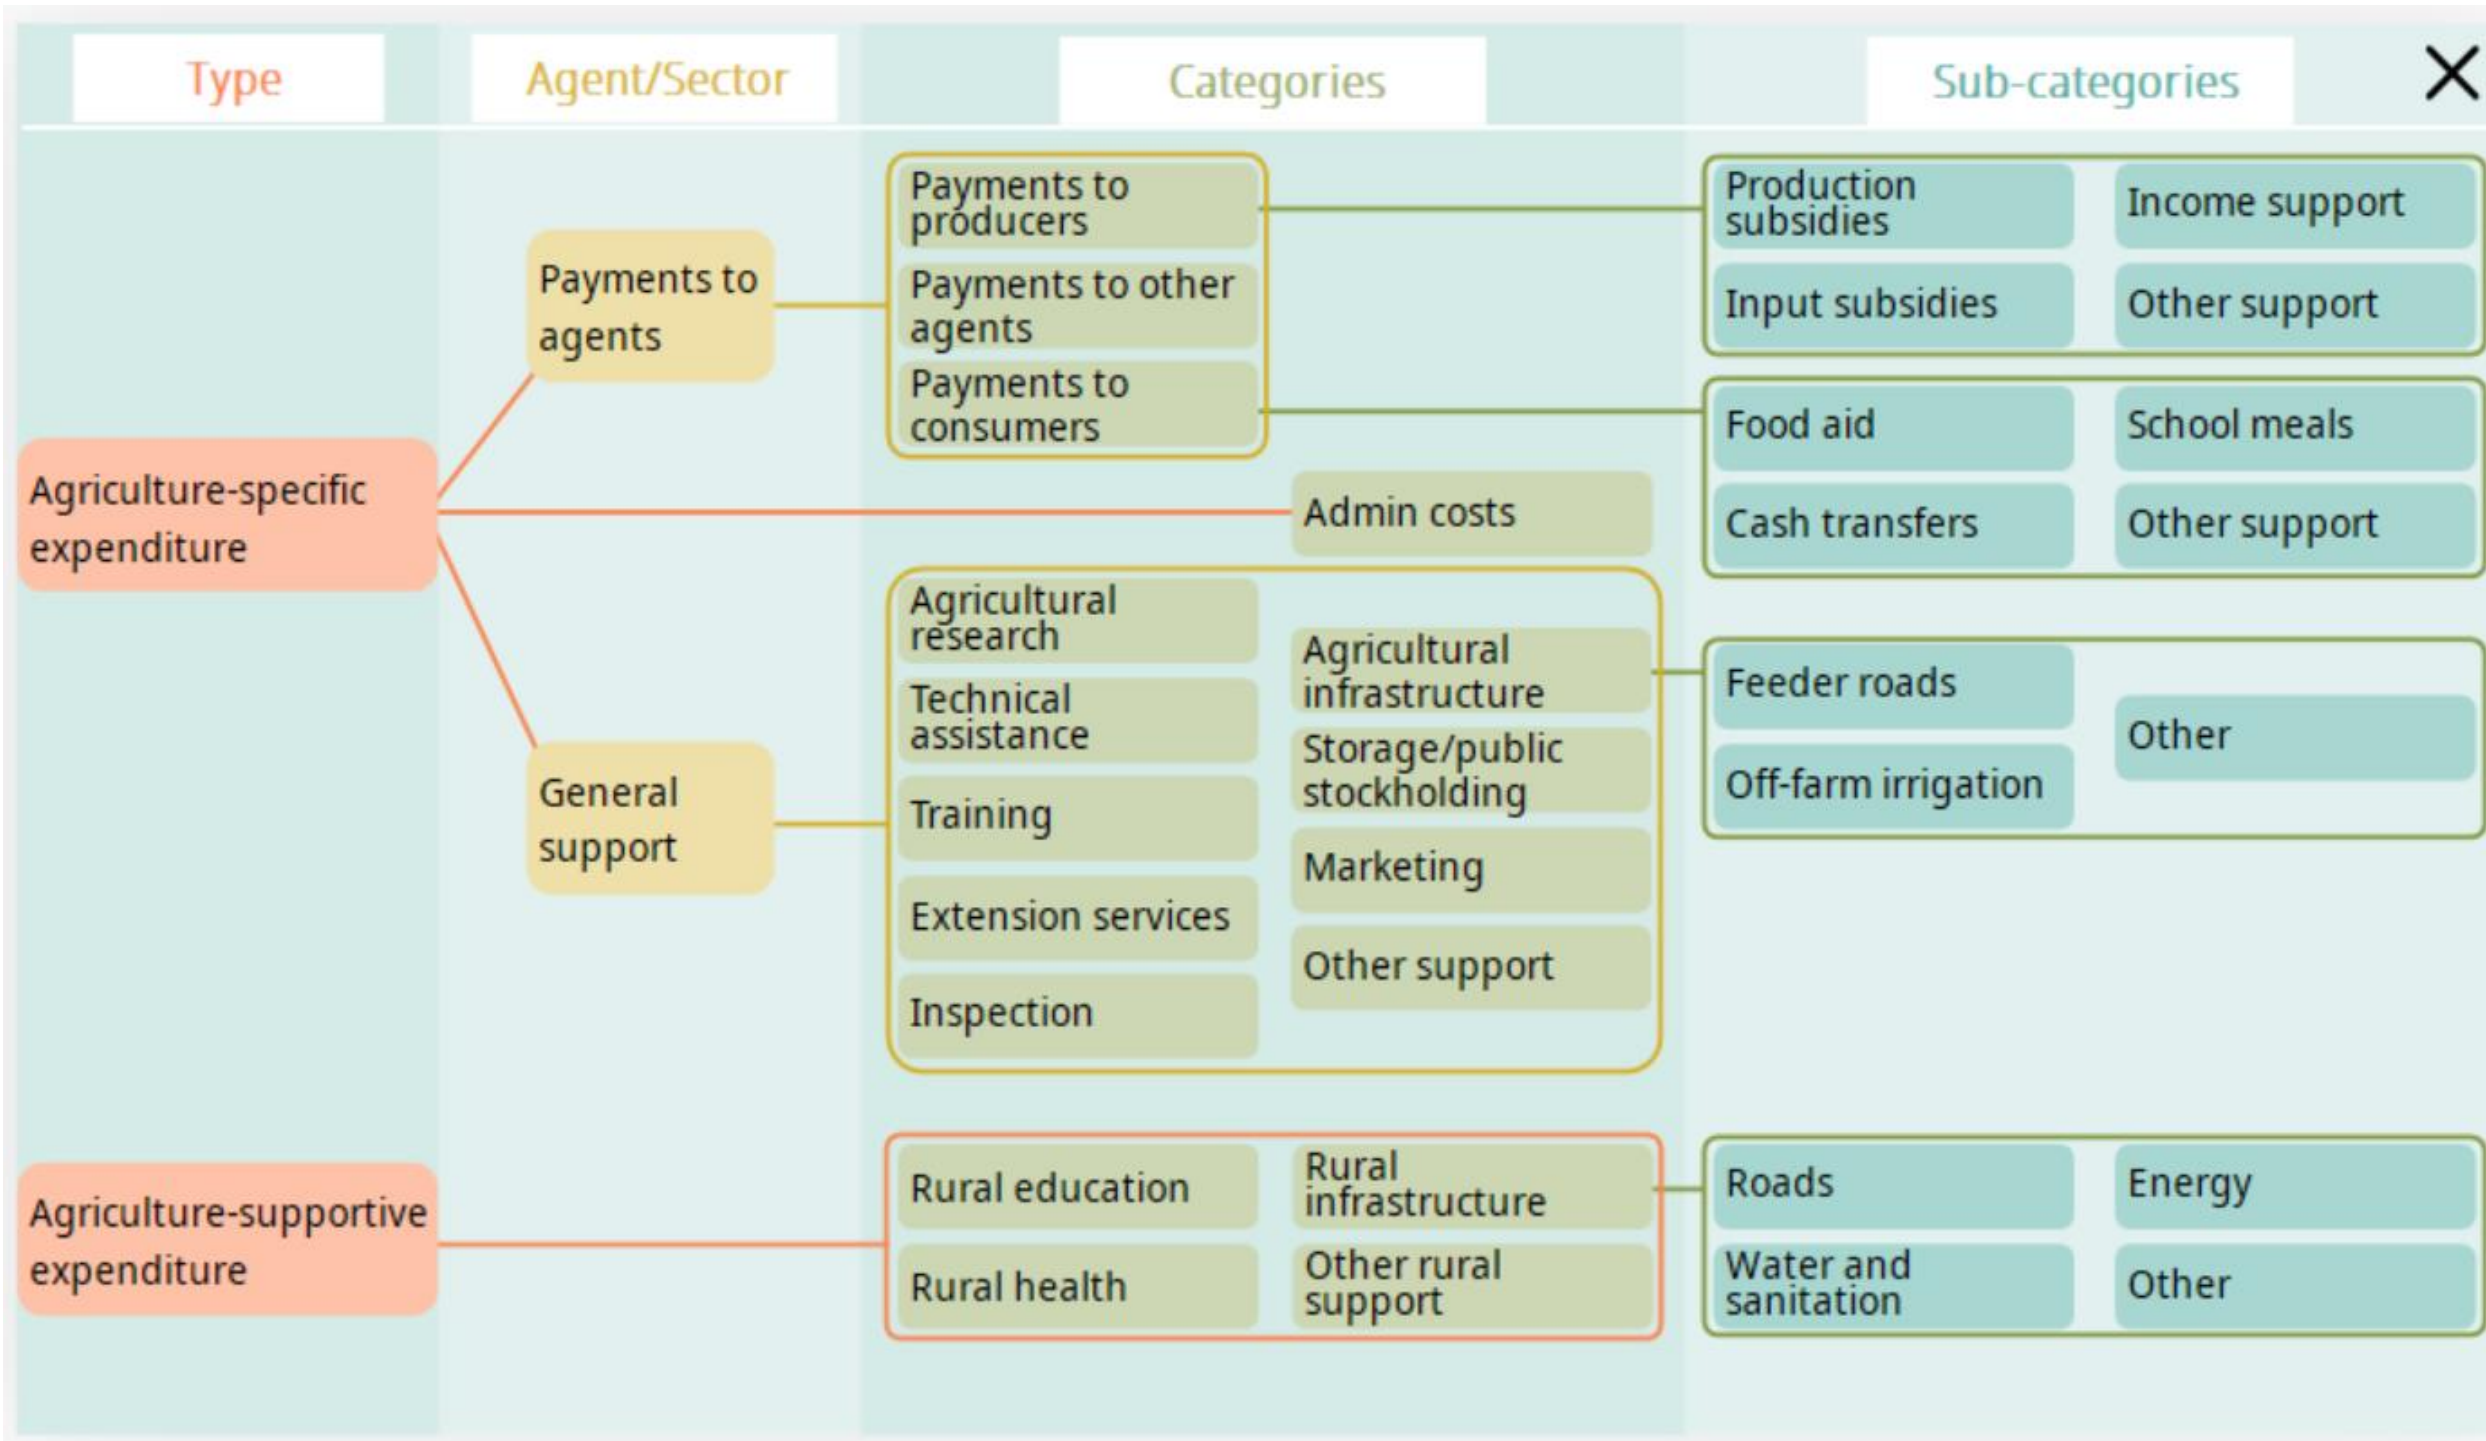 Type
Agent/Sector
Categories
Sub-categories
Payments to
agents
Payments to
producers
Payments to other
agents
Payments to
consumers
Production
subsidies
Income support
Input subsidies
Other support
Food aid
School meals
Cash transfers
Other support
Agriculture-specific
expenditure
Admin costs
General
support
Agricultural
research
Technical
assistance
Training
Extension services
Inspection
Agricultural
infrastructure
Storage/public
stockholding
Marketing
Other support
Feeder roads
Off-farm irrigation
Other
Agriculture-supportive
expenditure
Rural education
Rural health
Rural
infrastructure
Other rural
support
Roads
Energy
Water and
sanitation
Other